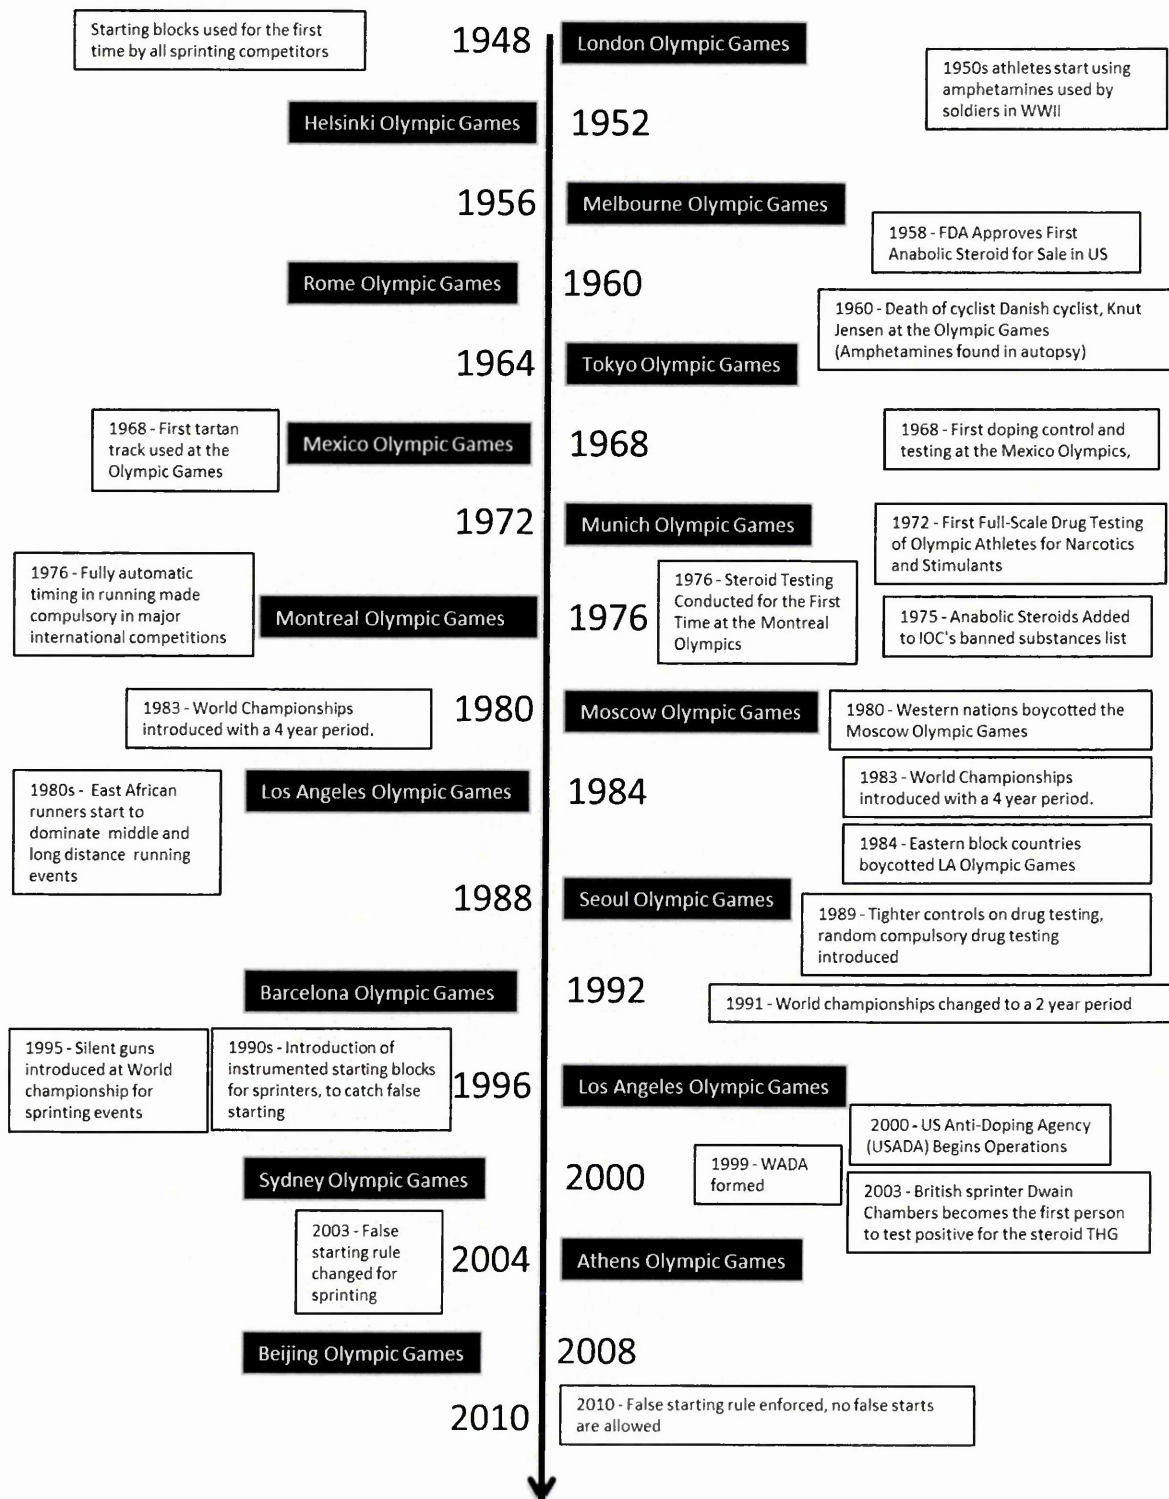 Starting blocks used for the first
time by all sprinting competitors
1948
London Olympic Games
1950s athletes start using
amphetamines used by
soldiers in WWII
Helsinki Olympic Games
1952
1956
Melbourne Olympic Games
1958 - FDA Approves First
Anabolic Steroid for Sale in US
Rome Olympic Games
1960
1960 - Death of cyclist Danish cyclist, Knut
Jensen at the Olympic Games
(Amphetamines found in autopsy)
1964
Tokyo Olympic Games
1968 - First tartan
track used at the
Olympic Games
Mexico Olympic Games
1968
1968 - First doping control and
testing at the Mexico Olympics,
1972
Munich Olympic Games
1972 - First Full-Scale Drug Testing
of Olympic Athletes for Narcotics
and Stimulants
1976 - Fully automatic
timing in running made
compulsory in major
international competitions
Montreal Olympic Games
1976
1976 - Steroid Testing
Conducted for the First
Time at the Montreal
Olympics
1975 - Anabolic Steroids Added
to IOC's banned substances list
1983 - World Championships
introduced with a 4 year period.
1980
Moscow Olympic Games
1980 - Western nations boycotted the
Moscow Olympic Games
1980s - East African
runners start to
dominate middle and
long distance running
events
Los Angeles Olympic Games
1984
1983 - World Championships
introduced with a 4 year period.
1984 - Eastern block countries
boycotted LA Olympic Games
1988
Seoul Olympic Games
1989 - Tighter controls on drug testing,
random compulsory drug testing
introduced
Barcelona Olympic Games
1992
1991 - World championships changed to a 2 year period
1995 - Silent guns
introduced at World
championship for
sprinting events
1990s - Introduction of
instrumented starting blocks
for sprinters, to catch false
starting
1996
Los Angeles Olympic Games
2000 - US Anti-Doping Agency
(USADA) Begins Operations
Sydney Olympic Games
2000
1999 - WADA
formed
2003 - British sprinter Dwain
Chambers becomes the first person
to test positive for the steroid THG
2003 - False
starting rule
changed for
sprinting
2004
Athens Olympic Games
Beijing Olympic Games
2008
2010
2010 - False starting rule enforced, no false starts
are allowed